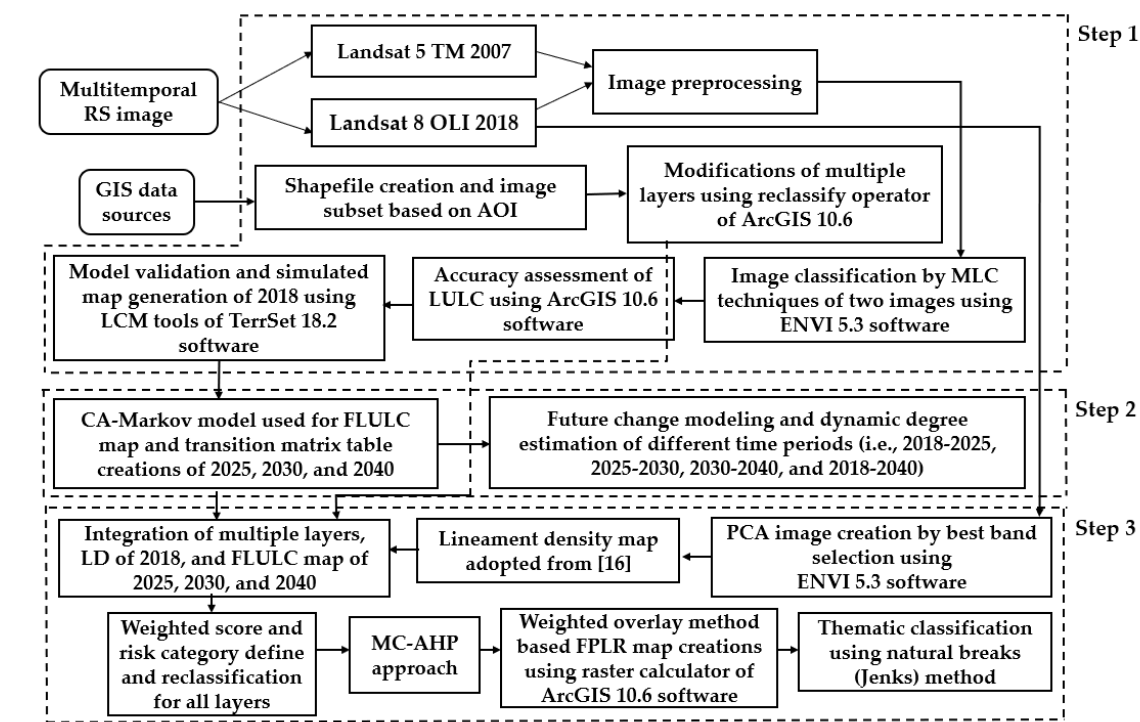 Step 1
Multitemporal
RS image
Landsat 5 TM 2007
Landsat 8 OLI 2018
Image preprocessing
GIS data
sources
Shapefile creation and image
subset based on AOI
Modifications of multiple
layers using reclassify operator
of ArcGIS 10.6
Model validation and simulated
map generation of 2018 using
LCM tools of TerrSet 18.2
software
Accuracy assessment of
LULC using ArcGIS 10.6
software
Image classification by MLC
techniques of two images using
ENVI 5.3 software
Step 2
CA-Markov model used for FLULC
map and transition matrix table
creations of 2025, 2030, and 2040
Future change modeling and dynamic degree
estimation of different time periods (i.e., 2018-2025,
2025-2030, 2030-2040, and 2018-2040)
Step 3
Integration of multiple layers,
LD of 2018, and FLULC map of
2025, 2030, and 2040
Lineament density map
adopted from [16]
PCA image creation by best band
selection using
ENVI 5.3 software
Weighted score and
risk category define
and reclassification
for all layers
MC-AHP
approach
Weighted overlay method
based FPLR map creations
using raster calculator of
ArcGIS 10.6 software
Thematic classification
using natural breaks
(Jenks) method